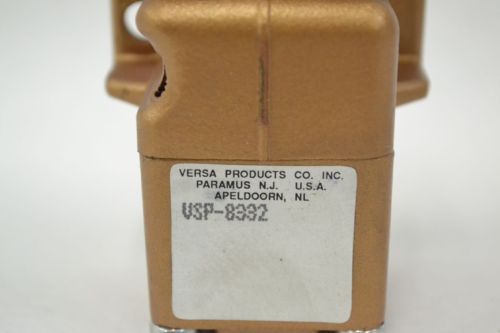 VERSA PRODUCTS CO. INC.
PARAMUS N.J. U.S.A.
APELDOORN, NL
VSP-8332